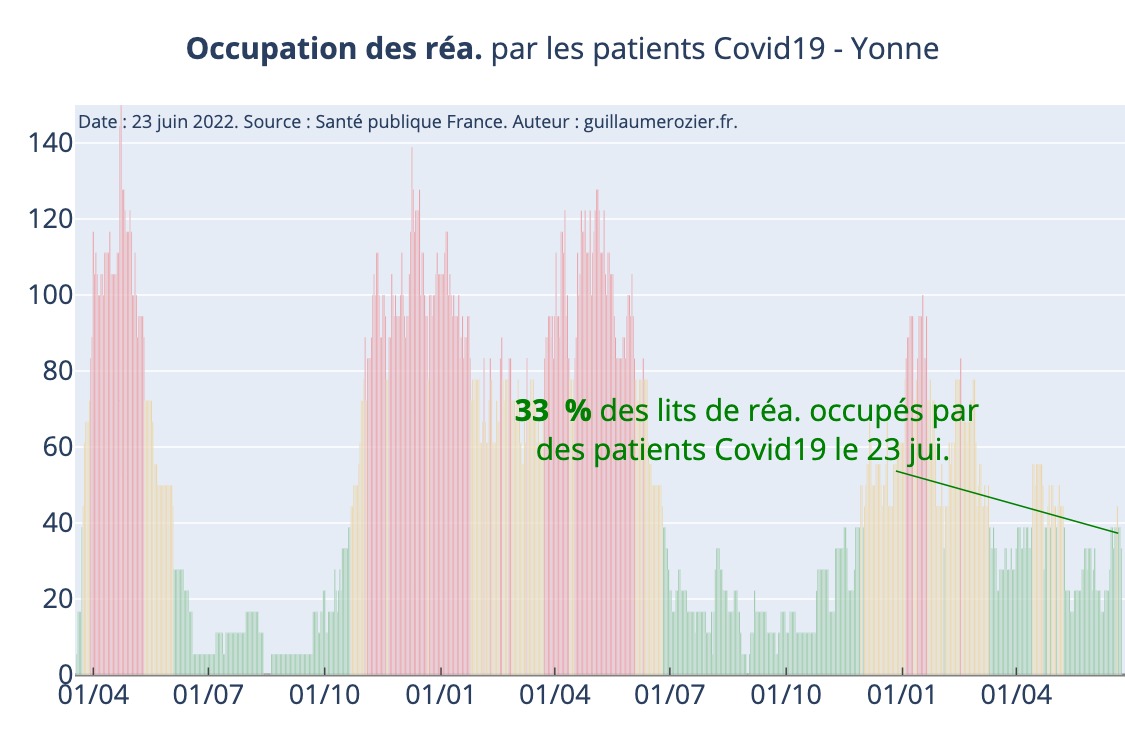 Occupation des réa. par les patients Covid19 - Yonne
Date : 23 juin 2022. Source : Santé publique France. Auteur : guillaumerozier.fr.
140
120
100
80
60
40
20
0
33 % des lits de réa. occupés par
des patients Covid19 le 23 jui.
01/04 01/07 01/10 01/01 01/04 01/07 01/10 01/01 01/04